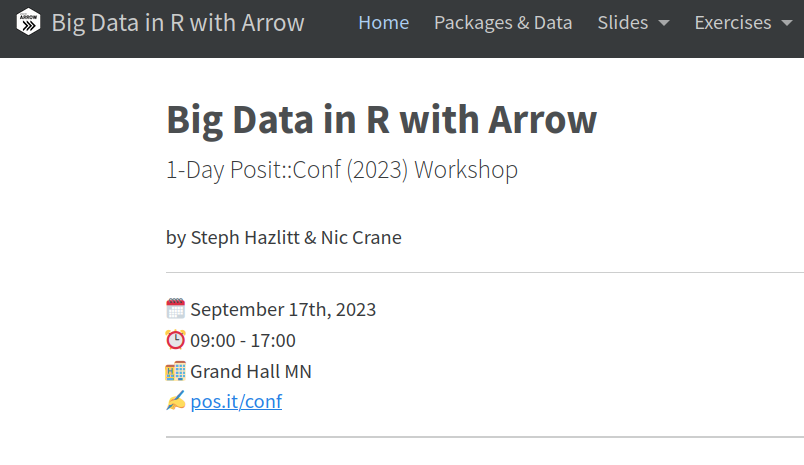 ARROW
Big Data in R with Arrow Home Packages & Data Slides Exercises
Big Data in R with Arrow
1-Day Posit::Conf (2023) Workshop
by Steph Hazlitt & Nic Crane
September 17th, 2023
09:00 - 17:00
Grand Hall MN
pos.it/conf